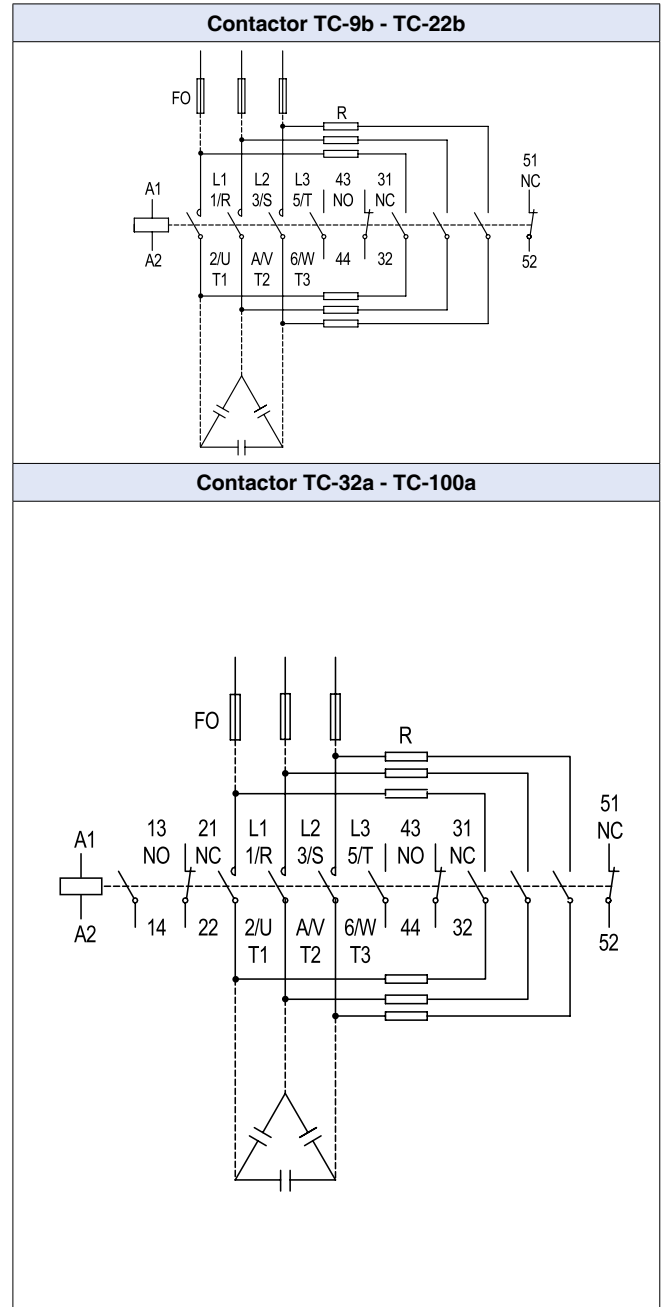 Contactor TC-9b - TC-22b
FO
R
51
NC
A1
L1
L2
L3
43
31
1/R
3/S
5/T
NO
NC
A2
2/U
A/V
6/W
44
32
52
T1
T2
T3
Contactor TC-32a - TC-100a
FO
R
51
NC
A1
13
21
L1
L2
L3
43
31
NO
NC
1/R
3/S
5/T
NO
NC
A2
14
22
2/U
A/V
6/W
44
32
52
T1
T2
T3